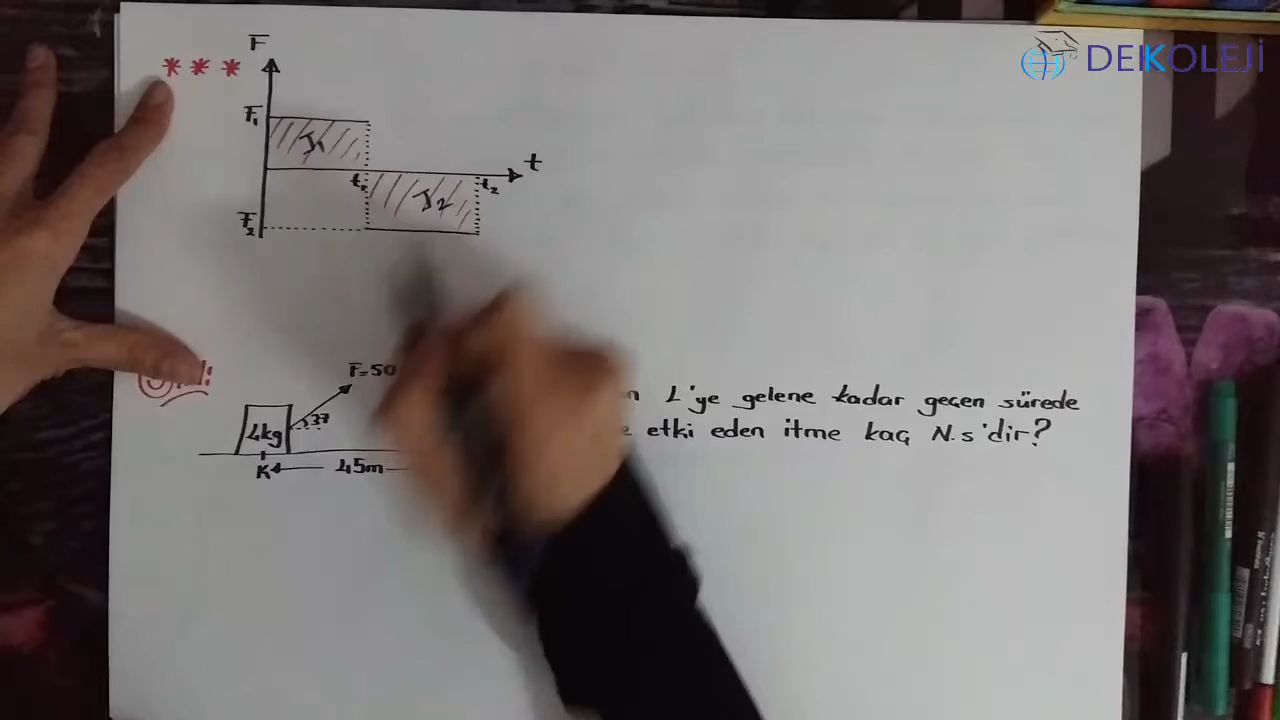 DEKKOLEJİ
***
F
F₁
I₁
t
t₁
t₂
I₂
F₂
F=50
37
4kg
L'ye gelene kadar geçen sürede
etki eden itme kaç N.s'dir?
K
45m